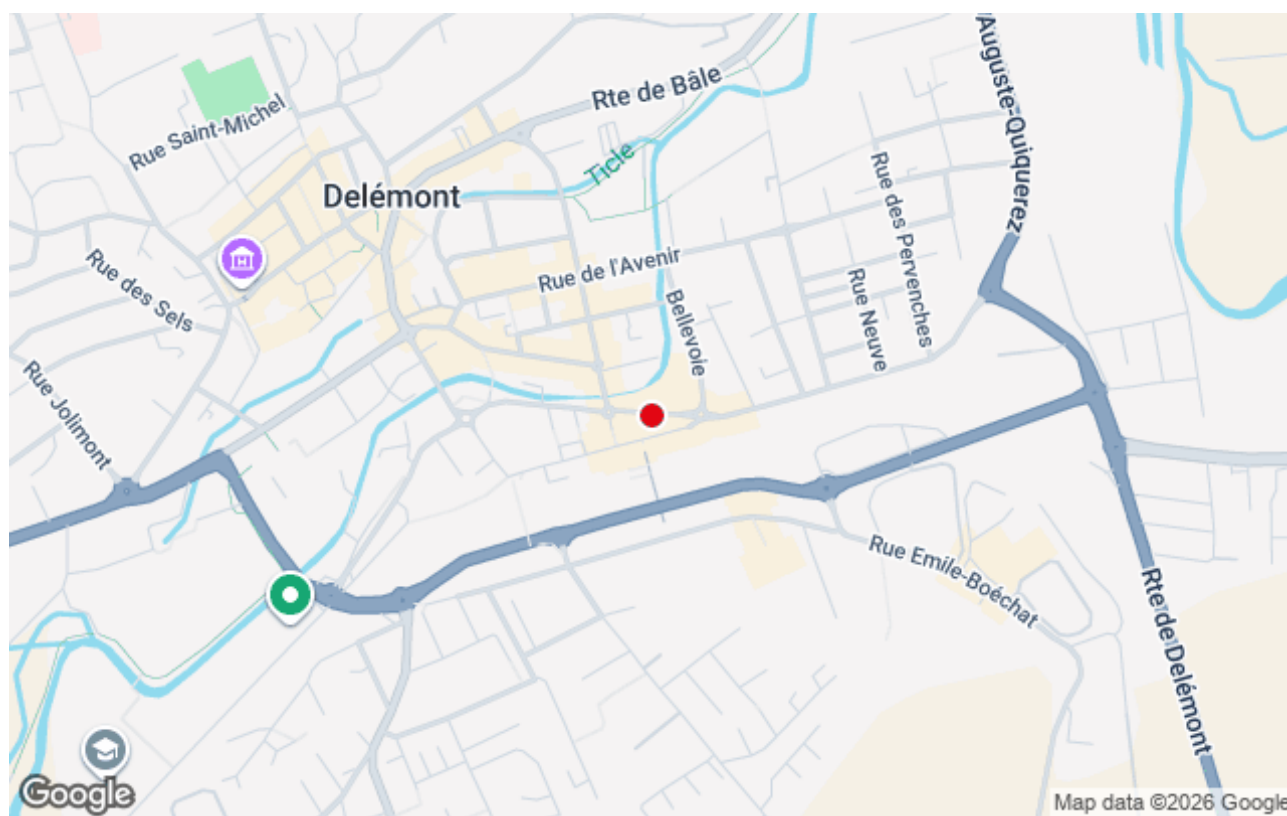 Auguste-Quiquerez
Rte de Bâle
Rue Saint-Michel
Ticle
Rue des Pervenches
Delémont
Rue de l'Avenir
Rue des Sels
Bellevoie
Rue Neuve
Rue Jolimont
Rue Emile-Boéchat
Rte de Delémont
Google
Map data ©2026 Google